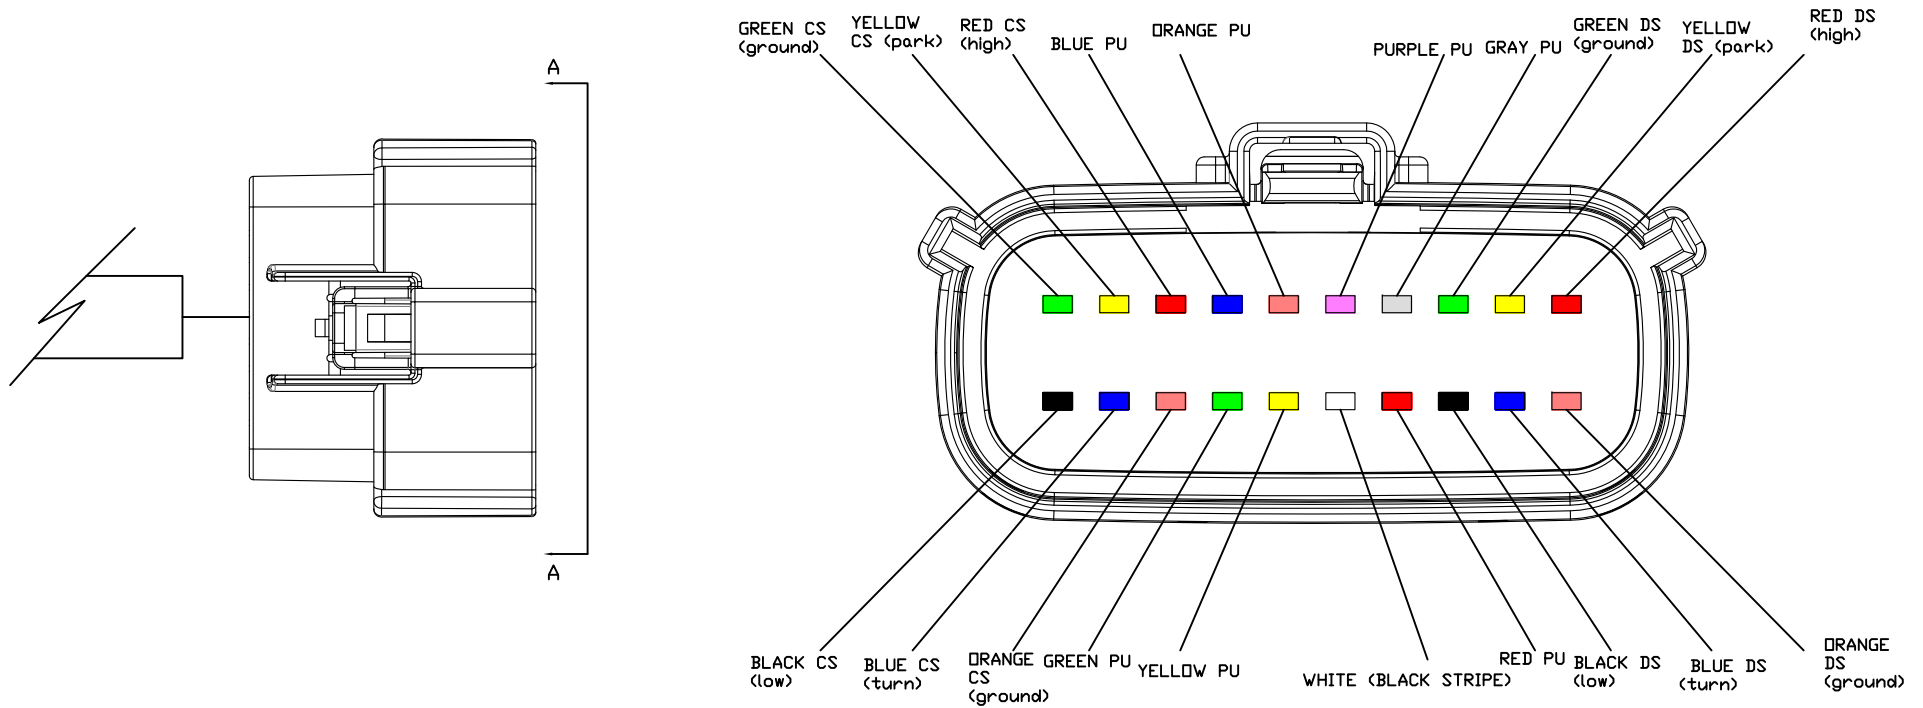 A
A
GREEN CS
(ground)
YELLOW
CS (park)
RED CS
(high)
BLUE PU
ORANGE PU
PURPLE PU
GRAY PU
GREEN DS
(ground)
YELLOW
DS (park)
RED DS
(high)
BLACK CS
(low)
BLUE CS
(turn)
ORANGE
CS
(ground)
GREEN PU
YELLOW PU
WHITE (BLACK STRIPE)
RED PU
BLACK DS
(low)
BLUE DS
(turn)
ORANGE
DS
(ground)